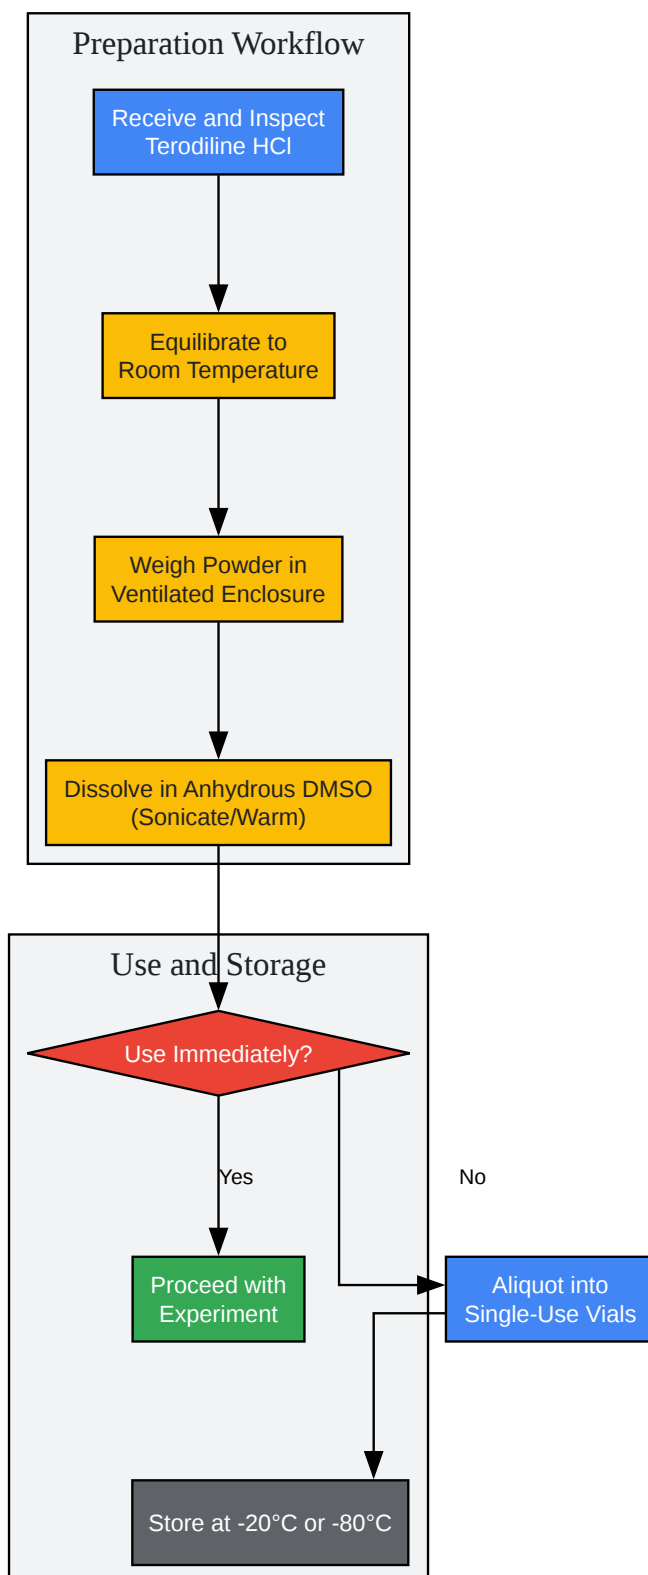 Preparation Workflow
Receive and Inspect
Terodiline HCl
Equilibrate to
Room Temperature
Weigh Powder in
Ventilated Enclosure
Dissolve in Anhydrous DMSO
(Sonicate/Warm)
Use and Storage
Use Immediately?
Yes
No
Proceed with
Experiment
Aliquot into
Single-Use Vials
Store at -20°C or -80°C